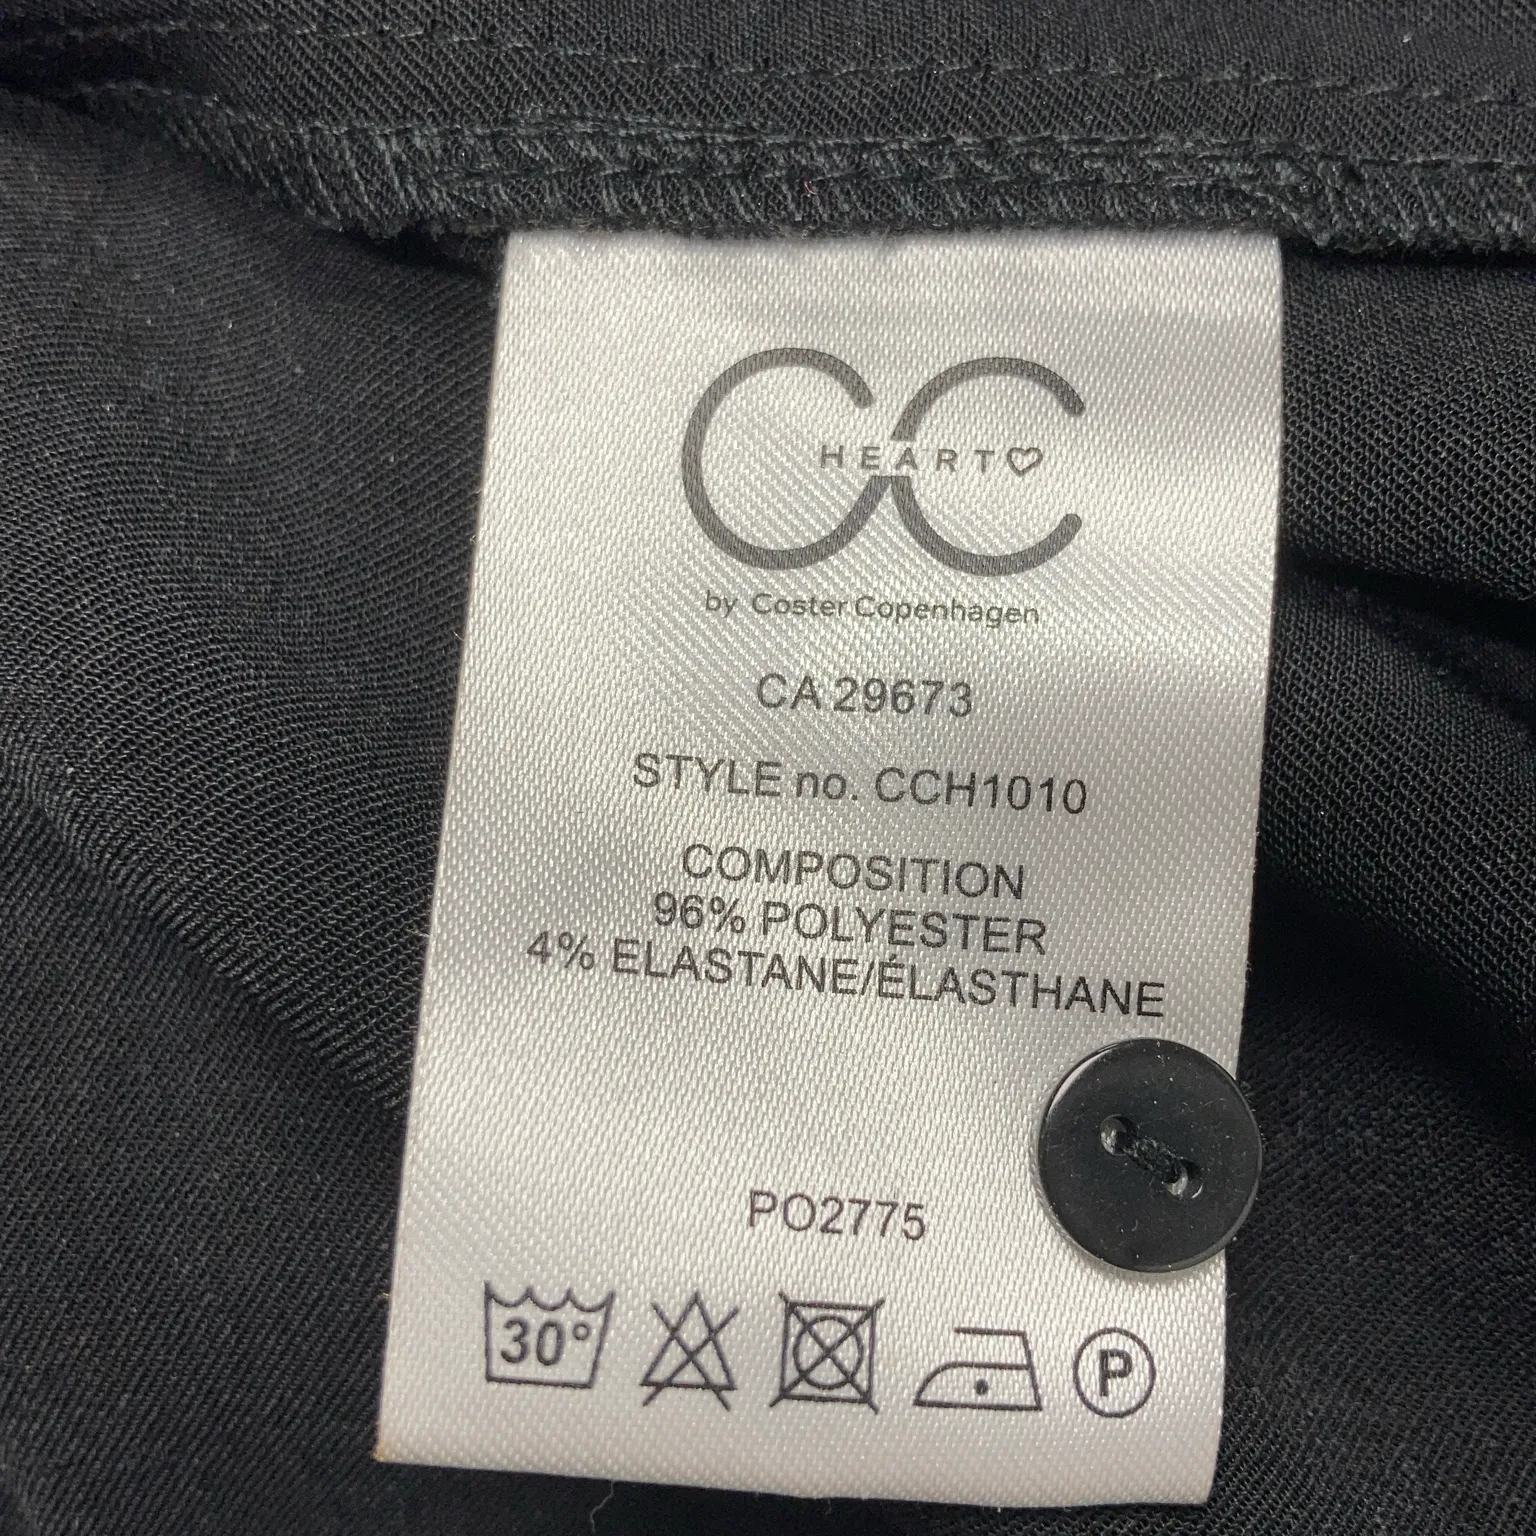 CC
HEART
by Coster Copenhagen
CA 29673
STYLE no. CCH1010
COMPOSITION
96% POLYESTER
4% ELASTANE/ÉLASTHANE
PO2775
30°
P